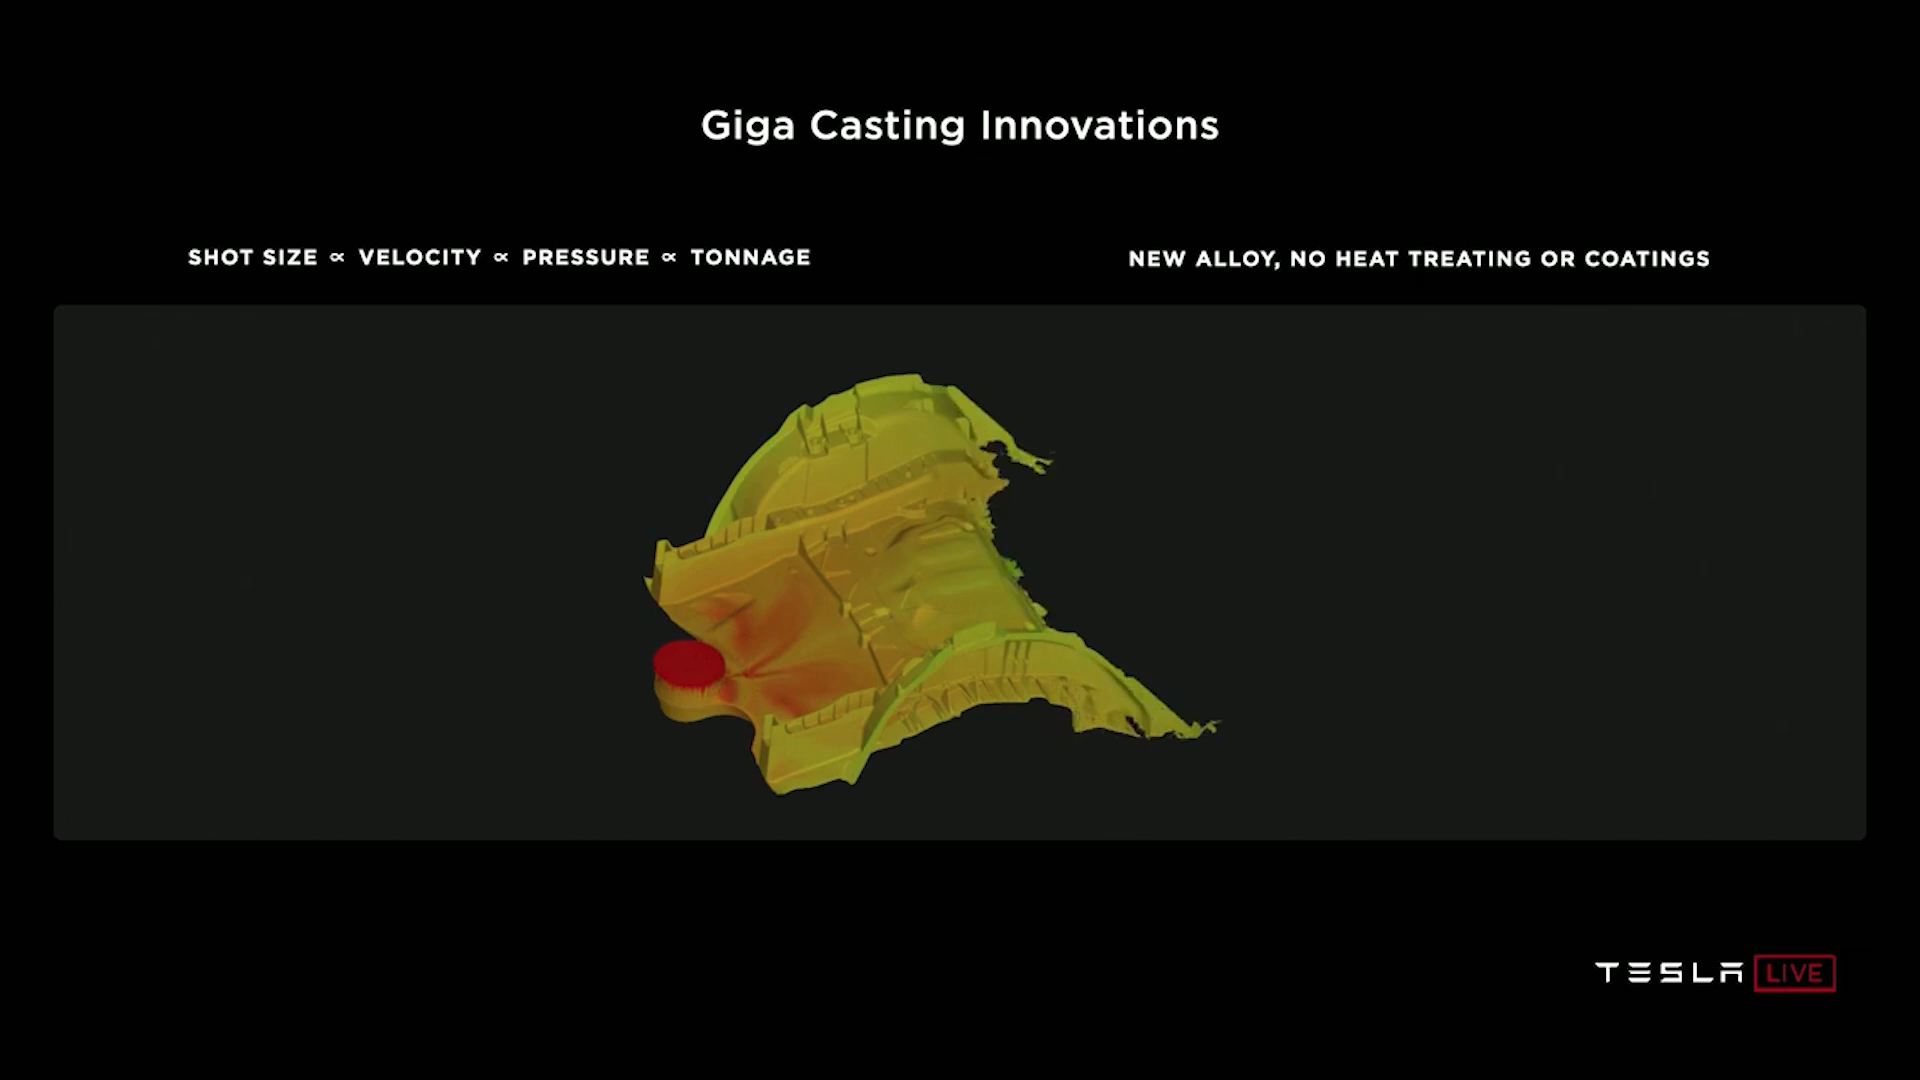 Giga Casting Innovations
SHOT SIZE ∝ VELOCITY ∝ PRESSURE ∝ TONNAGE
NEW ALLOY, NO HEAT TREATING OR COATINGS
TESLA LIVE